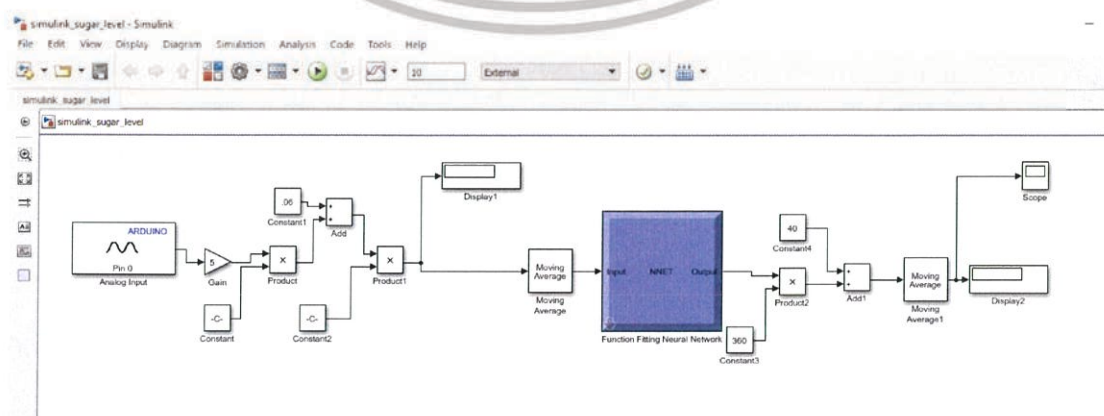 simulink_sugar_level - Simulink
File Edit View Display Diagram Simulation Analysis Code Tools Help
10 External
simulink_sugar_level
simulink_sugar_level
ARDUINO
Pin 0
Analog Input
5
Gain
×
Product
-C-
Constant
.06
Constant1
+
+
Add
-C-
Constant2
×
Product1
Display1
Moving
Average
Moving
Average
Input NNET Output
Function Fitting Neural Network
360
Constant3
×
Product2
40
Constant4
+
+
Add1
Moving
Average
Moving
Average1
Scope
Display2